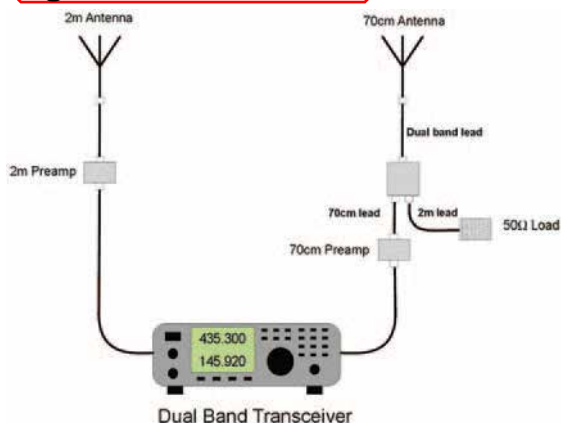 2m Antenna
70cm Antenna
Dual band lead
2m Preamp
70cm lead
2m lead
50Ω Load
70cm Preamp
435.300
145.920
Dual Band Transceiver